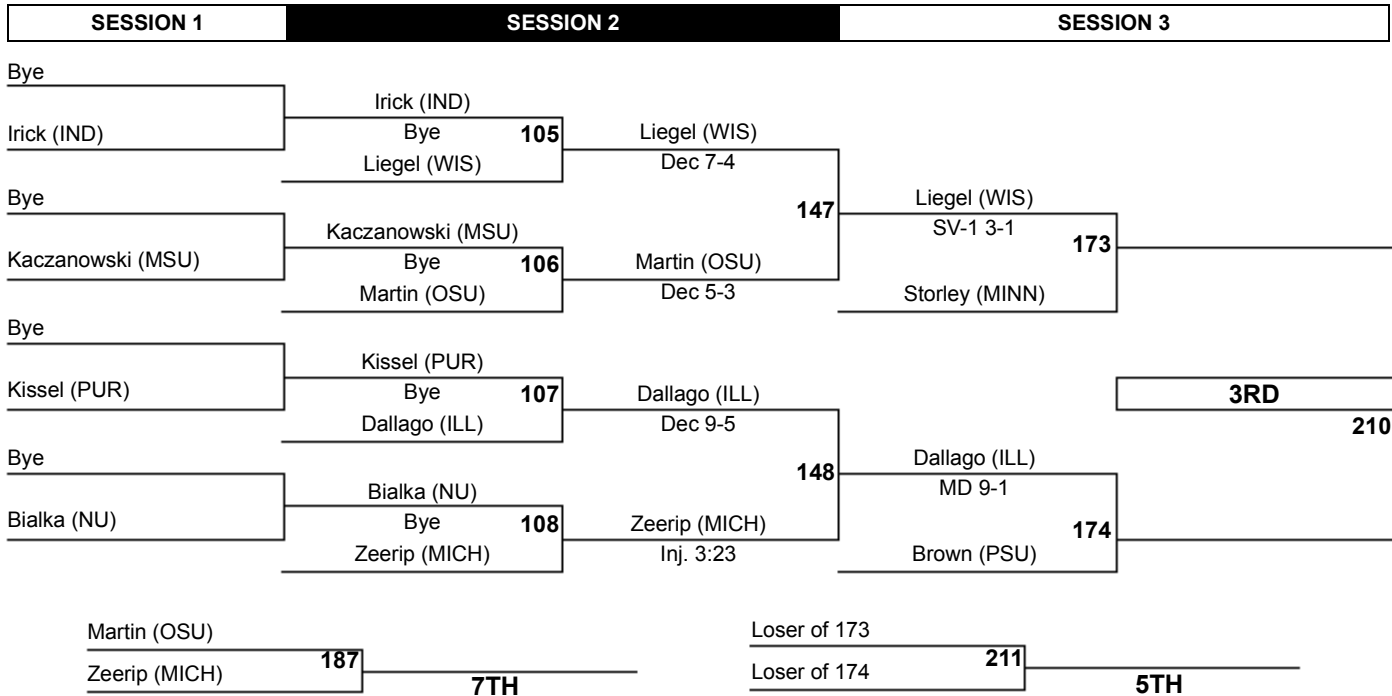 SESSION 1
SESSION 2
SESSION 3
Bye
Irick (IND)
Bye
Kaczanowski (MSU)
Bye
Kissel (PUR)
Bye
Bialka (NU)
Irick (IND)
Bye
105
Liegel (WIS)
Kaczanowski (MSU)
Bye
106
Martin (OSU)
Kissel (PUR)
Bye
107
Dallago (ILL)
Bialka (NU)
Bye
108
Zeerip (MICH)
Liegel (WIS)
Dec 7-4
147
Martin (OSU)
Dec 5-3
Dallago (ILL)
Dec 9-5
148
Zeerip (MICH)
Inj. 3:23
Liegel (WIS)
SV-1 3-1
173
Storley (MINN)
Dallago (ILL)
MD 9-1
174
Brown (PSU)
3RD
210
Martin (OSU)
187
Zeerip (MICH)
7TH
Loser of 173
211
Loser of 174
5TH